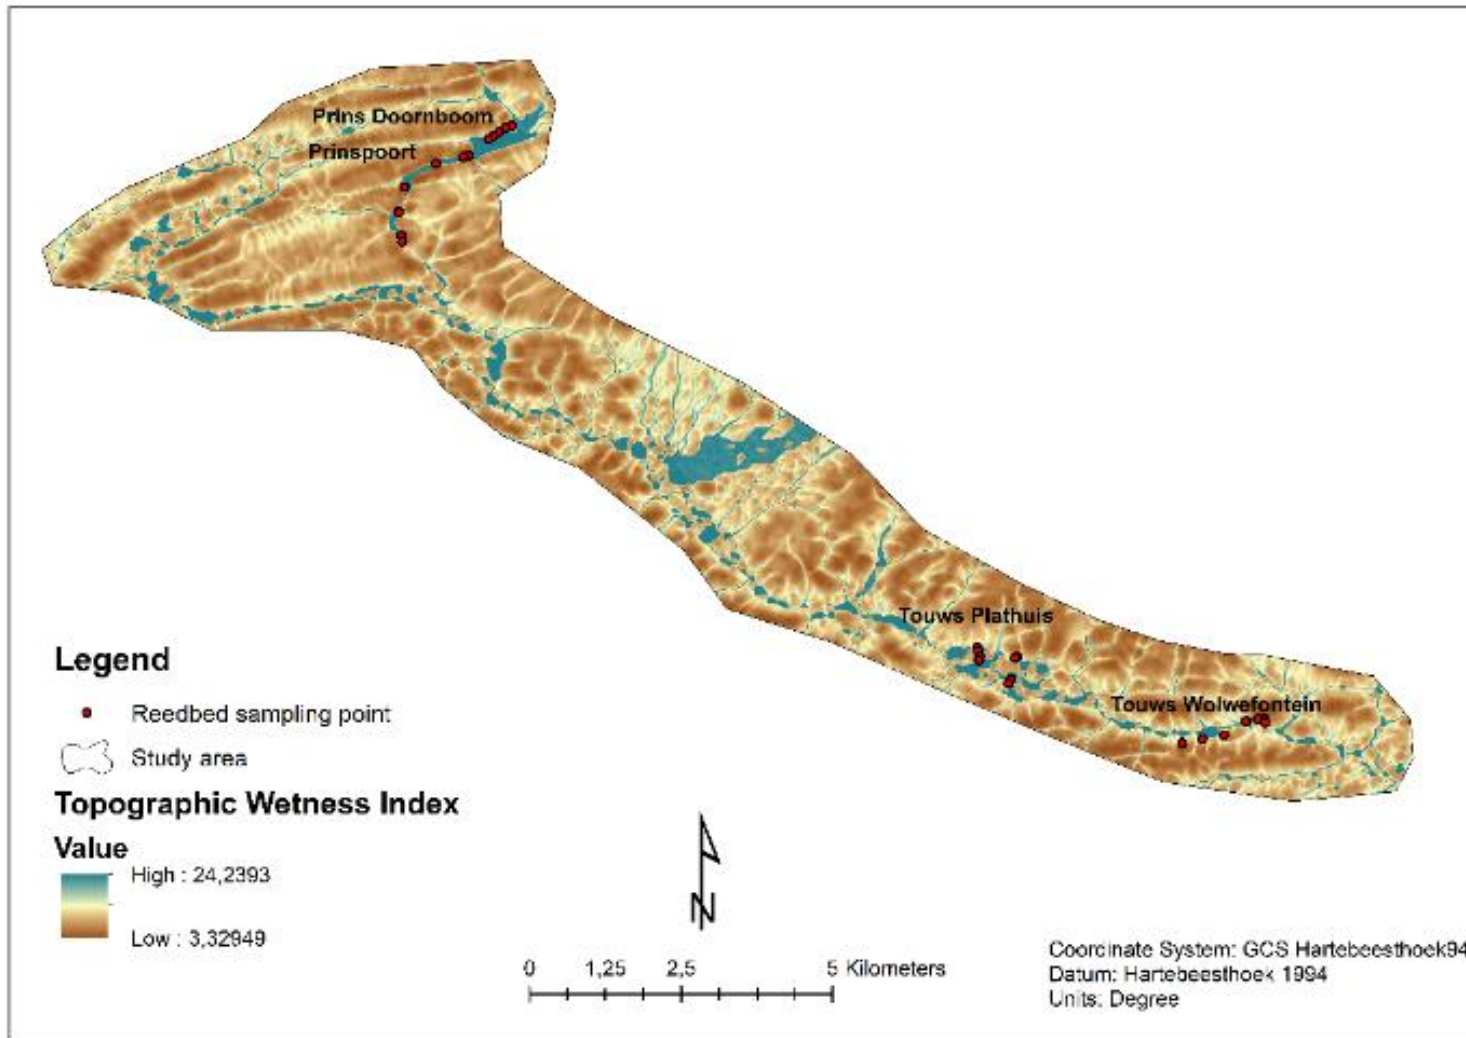 Prins Doornboom
Prinspoort
Touws Plathuis
Touws Wolwefontein
Legend
Reedbed sampling point
Study area
Topographic Wetness Index
Value
High : 24,2393
Low : 3,32949
N
0 1,25 2,5 5 Kilometers
Coordinate System: GCS Hartebeesthoek94
Datum: Hartebeesthoek 1994
Units: Degree